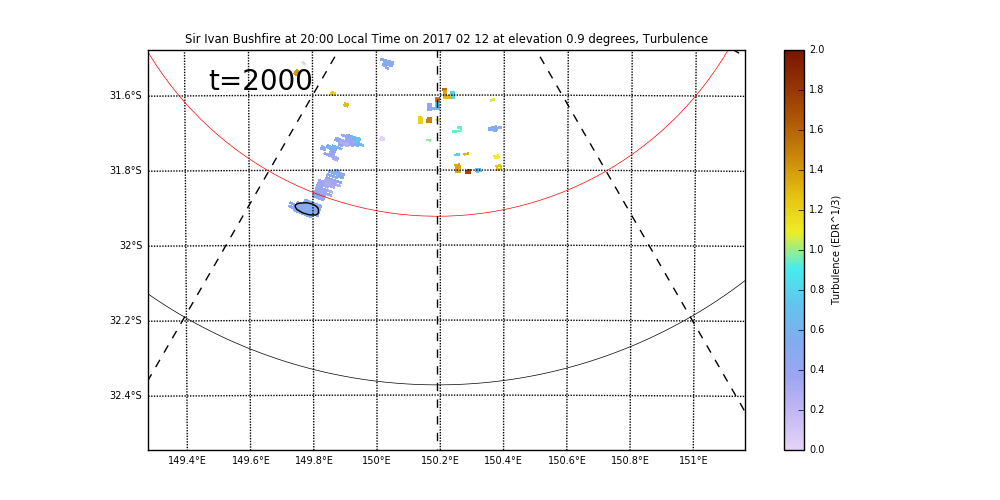 Sir Ivan Bushfire at 20:00 Local Time on 2017 02 12 at elevation 0.9 degrees, Turbulence
t=2000
31.6°S
31.8°S
32°S
32.2°S
32.4°S
149.4°E 149.6°E 149.8°E 150°E 150.2°E 150.4°E 150.6°E 150.8°E 151°E
2.0
1.8
1.6
1.4
1.2
1.0
0.8
0.6
0.4
0.2
0.0
Turbulence (EDR^1/3)